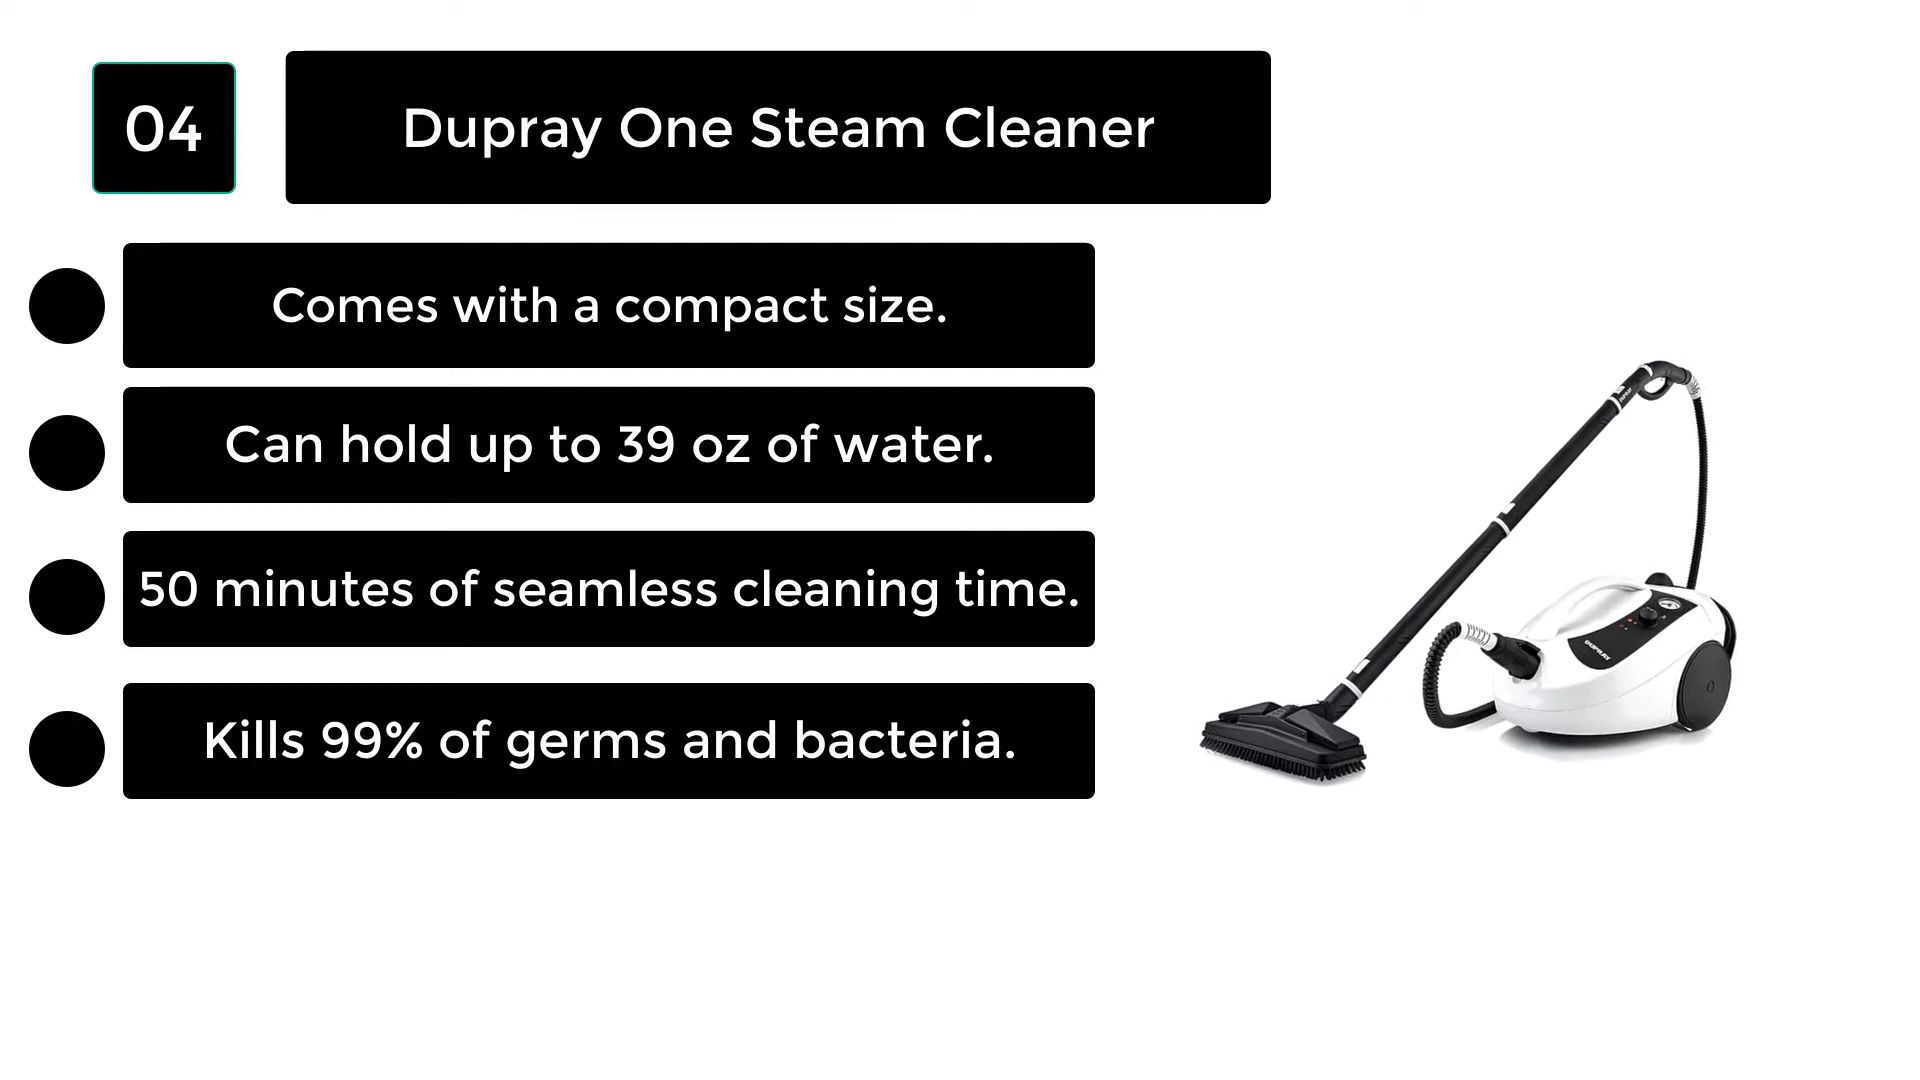 04
Dupray One Steam Cleaner
Comes with a compact size.
Can hold up to 39 oz of water.
50 minutes of seamless cleaning time.
Kills 99% of germs and bacteria.
DUPRAY